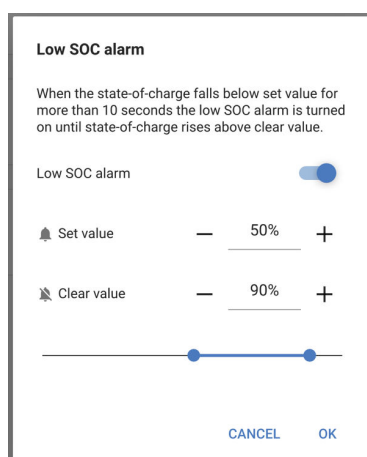 Low SOC alarm
When the state-of-charge falls below set value for
more than 10 seconds the low SOC alarm is turned
on until state-of-charge rises above clear value.
Low SOC alarm
Set value — 50% +
Clear value — 90% +
CANCEL OK